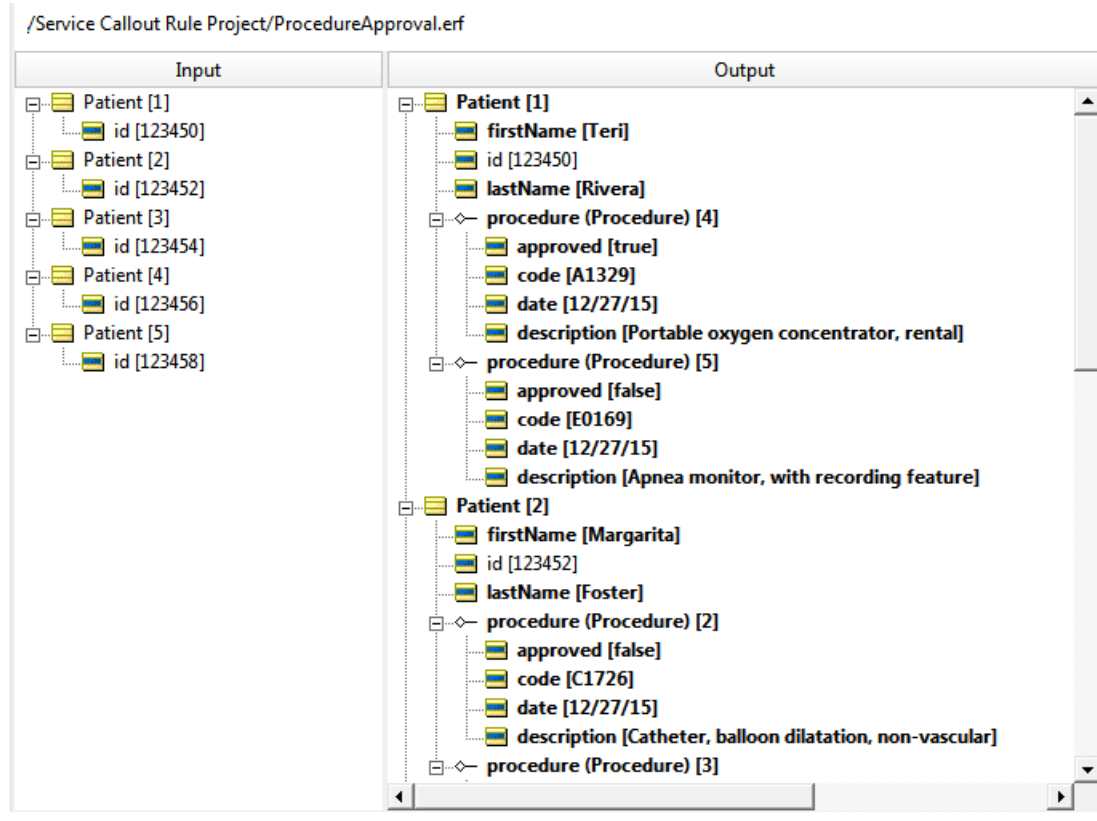 /Service Callout Rule Project/ProcedureApproval.erf
Input
Patient [1]
id [123450]
Patient [2]
id [123452]
Patient [3]
id [123454]
Patient [4]
id [123456]
Patient [5]
id [123458]
Output
Patient [1]
firstName [Teri]
id [123450]
lastName [Rivera]
procedure (Procedure) [4]
approved [true]
code [A1329]
date [12/27/15]
description [Portable oxygen concentrator, rental]
procedure (Procedure) [5]
approved [false]
code [E0169]
date [12/27/15]
description [Apnea monitor, with recording feature]
Patient [2]
firstName [Margarita]
id [123452]
lastName [Foster]
procedure (Procedure) [2]
approved [false]
code [C1726]
date [12/27/15]
description [Catheter, balloon dilatation, non-vascular]
procedure (Procedure) [3]